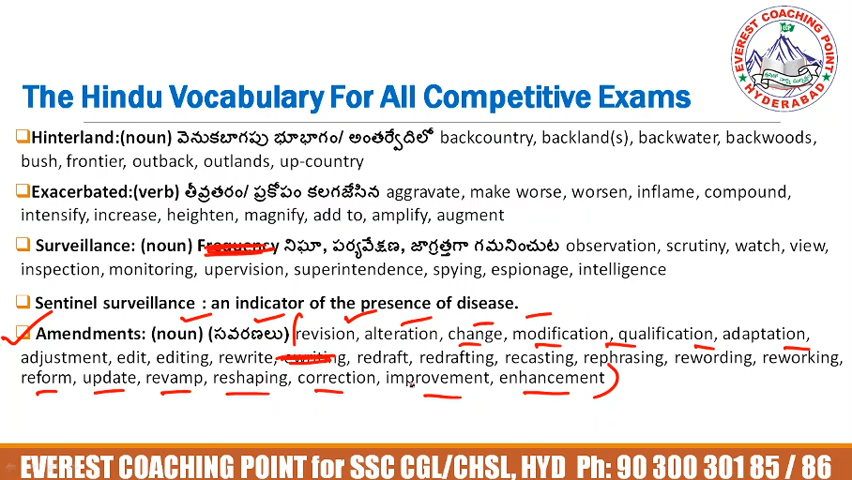 EVEREST COACHING POINT
HYDERABAD
The Hindu Vocabulary For All Competitive Exams
Hinterland:(noun) వెనుకబాగపు భూభాగం/ అంతర్వేదిలో backcountry, backland(s), backwater, backwoods,
bush, frontier, outback, outlands, up-country
Exacerbated:(verb) తీవ్రతరం/ ప్రకోపం కలగజేసిన aggravate, make worse, worsen, inflame, compound,
intensify, increase, heighten, magnify, add to, amplify, augment
Surveillance: (noun) Frequency నిఘా, పర్యవేక్షణ, జాగ్రత్తగా గమనించుట observation, scrutiny, watch, view,
inspection, monitoring, upervision, superintendence, spying, espionage, intelligence
Sentinel surveillance : an indicator of the presence of disease.
Amendments: (noun) (సవరణలు) revision, alteration, change, modification, qualification, adaptation,
adjustment, edit, editing, rewrite, rewriting, redraft, redrafting, recasting, rephrasing, rewording, reworking,
reform, update, revamp, reshaping, correction, improvement, enhancement
EVEREST COACHING POINT for SSC CGL/CHSL, HYD Ph: 90 300 301 85 / 86